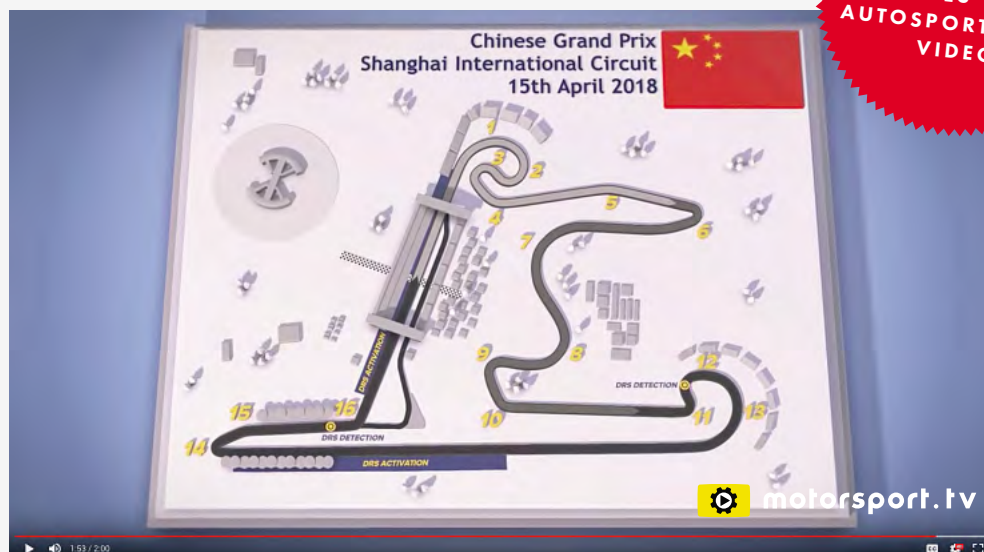 AUTOSPORT
VIDEO
Chinese Grand Prix
Shanghai International Circuit
15th April 2018
1
3
2
5
4
6
7
DRS ACTIVATION
9
8
12
DRS DETECTION
15
16
10
11
13
DRS DETECTION
14
DRS ACTIVATION
motorsport.tv
1:53 / 2:00